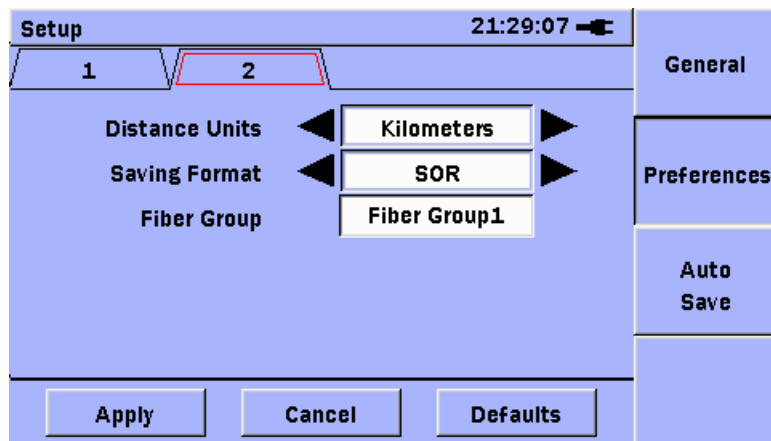 Setup 21:29:07
1 2
Distance Units Kilometers
Saving Format SOR
Fiber Group Fiber Group1
Apply Cancel Defaults
General
Preferences
Auto
Save